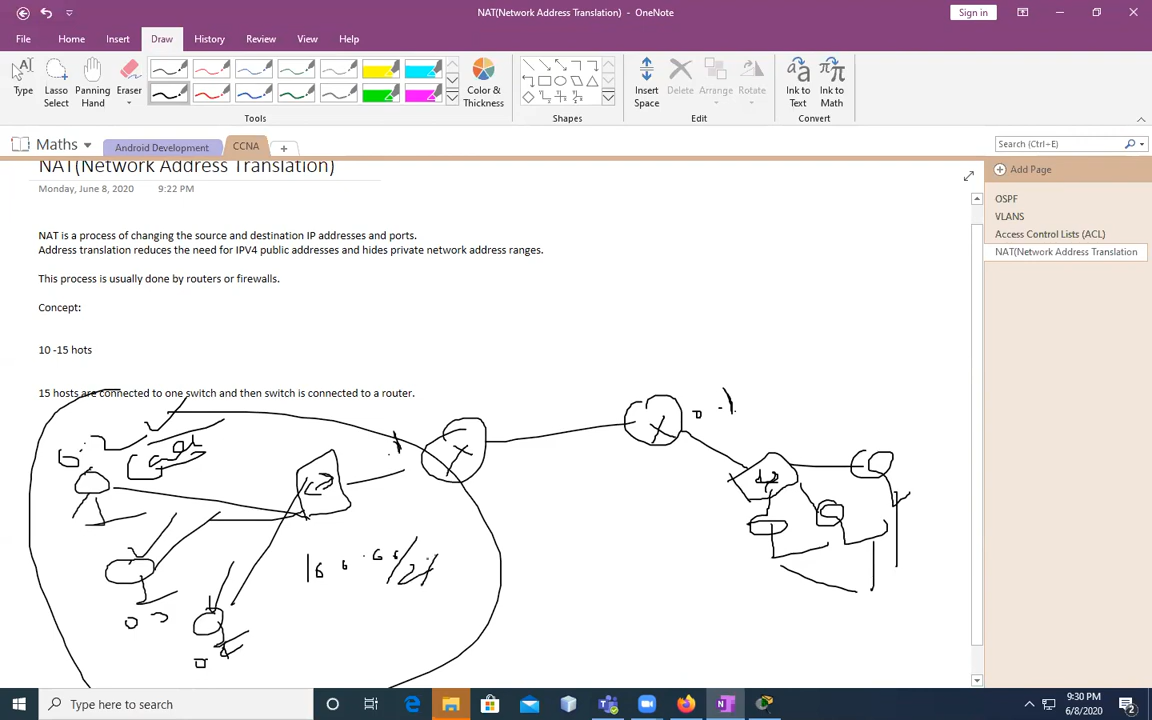 NAT(Network Address Translation) - OneNote
Sign in
File Home Insert Draw History Review View Help
Type
Lasso Select
Panning Hand
Eraser
Color & Thickness
Insert Space
Delete
Arrange
Rotate
Ink to Text
Ink to Math
Tools
Shapes
Edit
Convert
Maths
Android Development
CCNA
Search (Ctrl+E)
NAT(Network Address Translation)
Monday, June 8, 2020 9:22 PM
NAT is a process of changing the source and destination IP addresses and ports.
Address translation reduces the need for IPV4 public addresses and hides private network address ranges.
This process is usually done by routers or firewalls.
Concept:
10 -15 hots
15 hosts are connected to one switch and then switch is connected to a router.
Add Page
OSPF
VLANS
Access Control Lists (ACL)
NAT(Network Address Translation
Type here to search
9:30 PM
6/8/2020
2